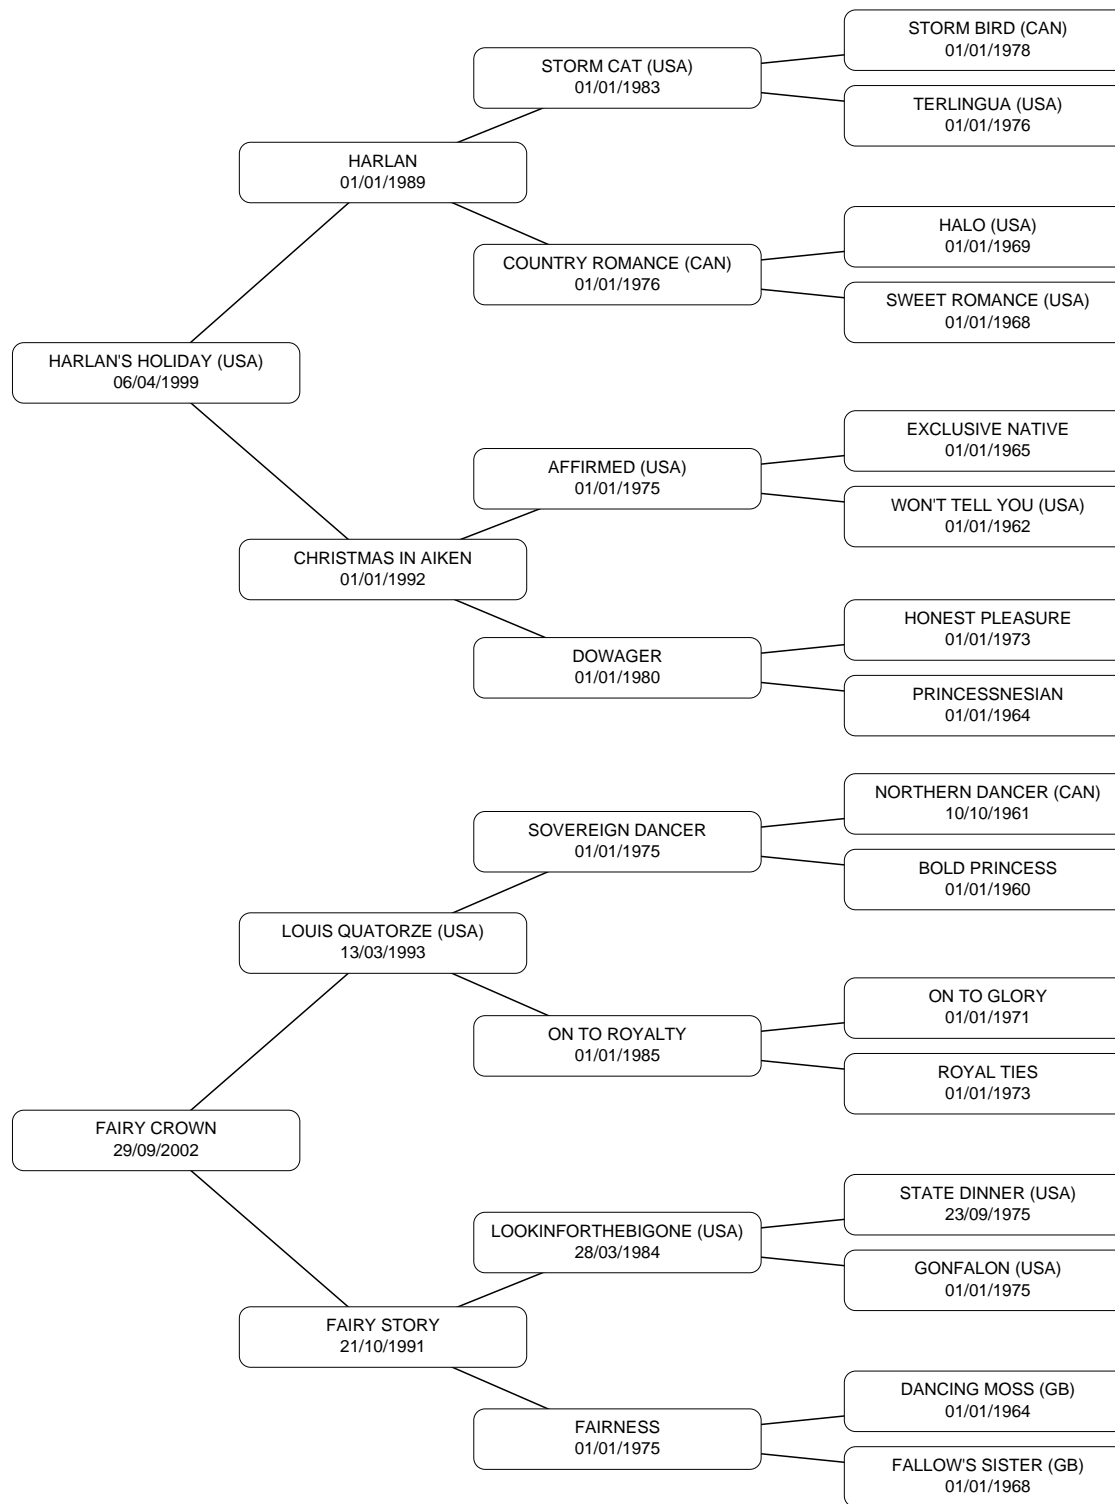 STORM BIRD (CAN)
01/01/1978
STORM CAT (USA)
01/01/1983
TERLINGUA (USA)
01/01/1976
HARLAN
01/01/1989
HALO (USA)
01/01/1969
COUNTRY ROMANCE (CAN)
01/01/1976
SWEET ROMANCE (USA)
01/01/1968
HARLAN'S HOLIDAY (USA)
06/04/1999
EXCLUSIVE NATIVE
01/01/1965
AFFIRMED (USA)
01/01/1975
WON'T TELL YOU (USA)
01/01/1962
CHRISTMAS IN AIKEN
01/01/1992
HONEST PLEASURE
01/01/1973
DOWAGER
01/01/1980
PRINCESSNESIAN
01/01/1964
NORTHERN DANCER (CAN)
10/10/1961
SOVEREIGN DANCER
01/01/1975
BOLD PRINCESS
01/01/1960
LOUIS QUATORZE (USA)
13/03/1993
ON TO GLORY
01/01/1971
ON TO ROYALTY
01/01/1985
ROYAL TIES
01/01/1973
FAIRY CROWN
29/09/2002
STATE DINNER (USA)
23/09/1975
LOOKINFORTHEBIGONE (USA)
28/03/1984
GONFALON (USA)
01/01/1975
FAIRY STORY
21/10/1991
DANCING MOSS (GB)
01/01/1964
FAIRNESS
01/01/1975
FALLOW'S SISTER (GB)
01/01/1968